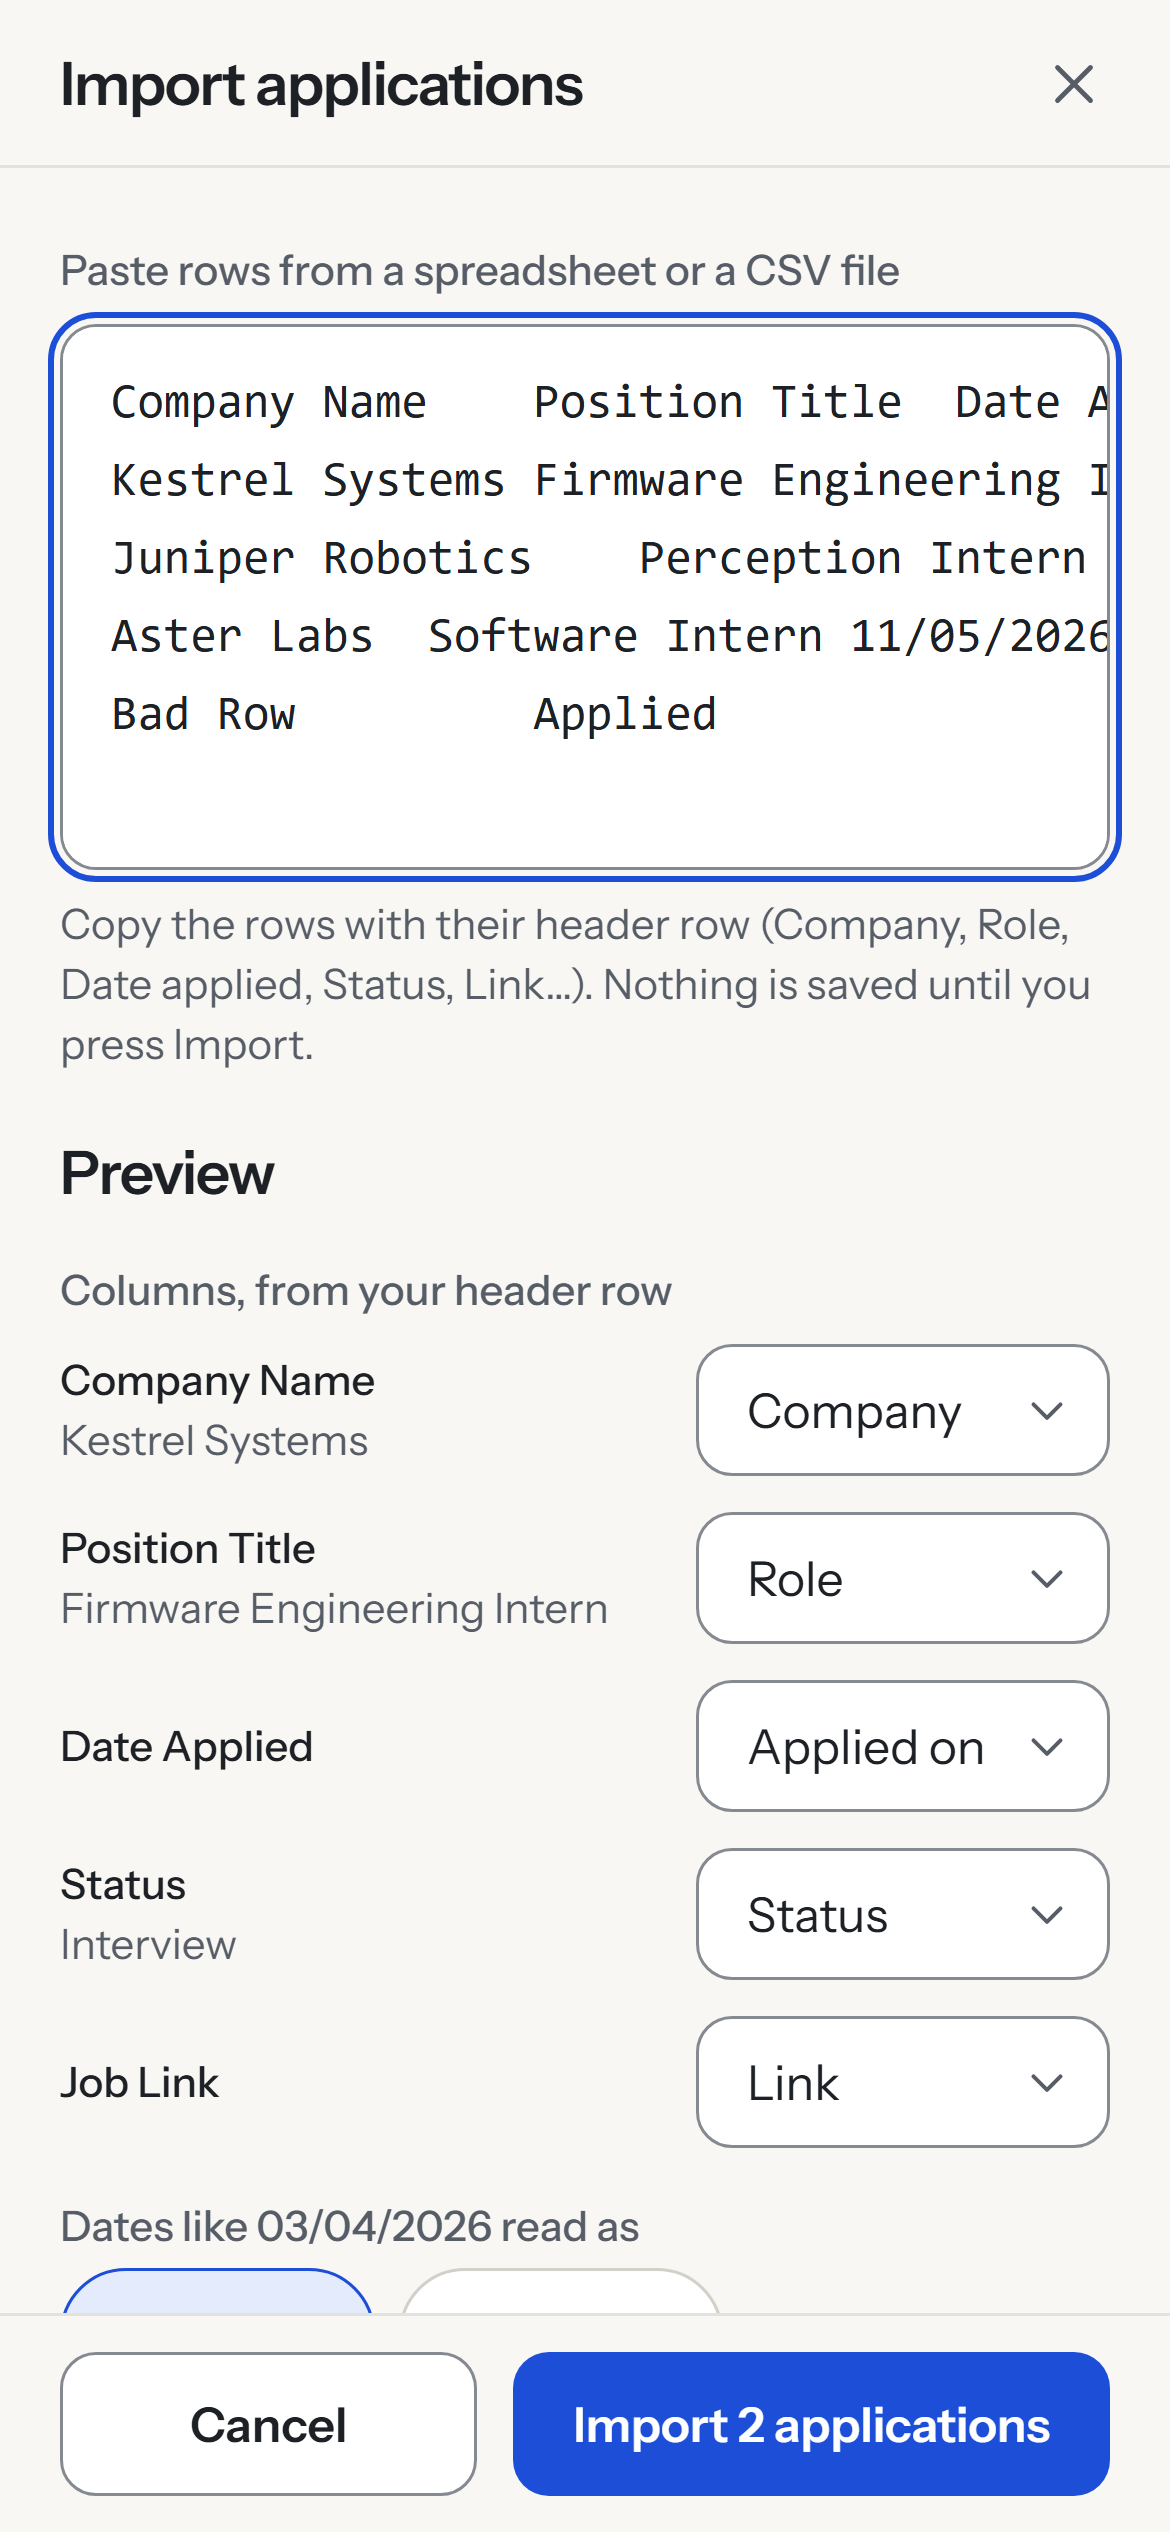 Import applications
Paste rows from a spreadsheet or a CSV file
Company Name Position Title Date A
Kestrel Systems Firmware Engineering I
Juniper Robotics Perception Intern
Aster Labs Software Intern 11/05/2026
Bad Row Applied
Copy the rows with their header row (Company, Role,
Date applied, Status, Link...). Nothing is saved until you
press Import.
Preview
Columns, from your header row
Company Name
Kestrel Systems
Company
Position Title
Firmware Engineering Intern
Role
Date Applied
Applied on
Status
Interview
Status
Job Link
Link
Dates like 03/04/2026 read as
Cancel
Import 2 applications